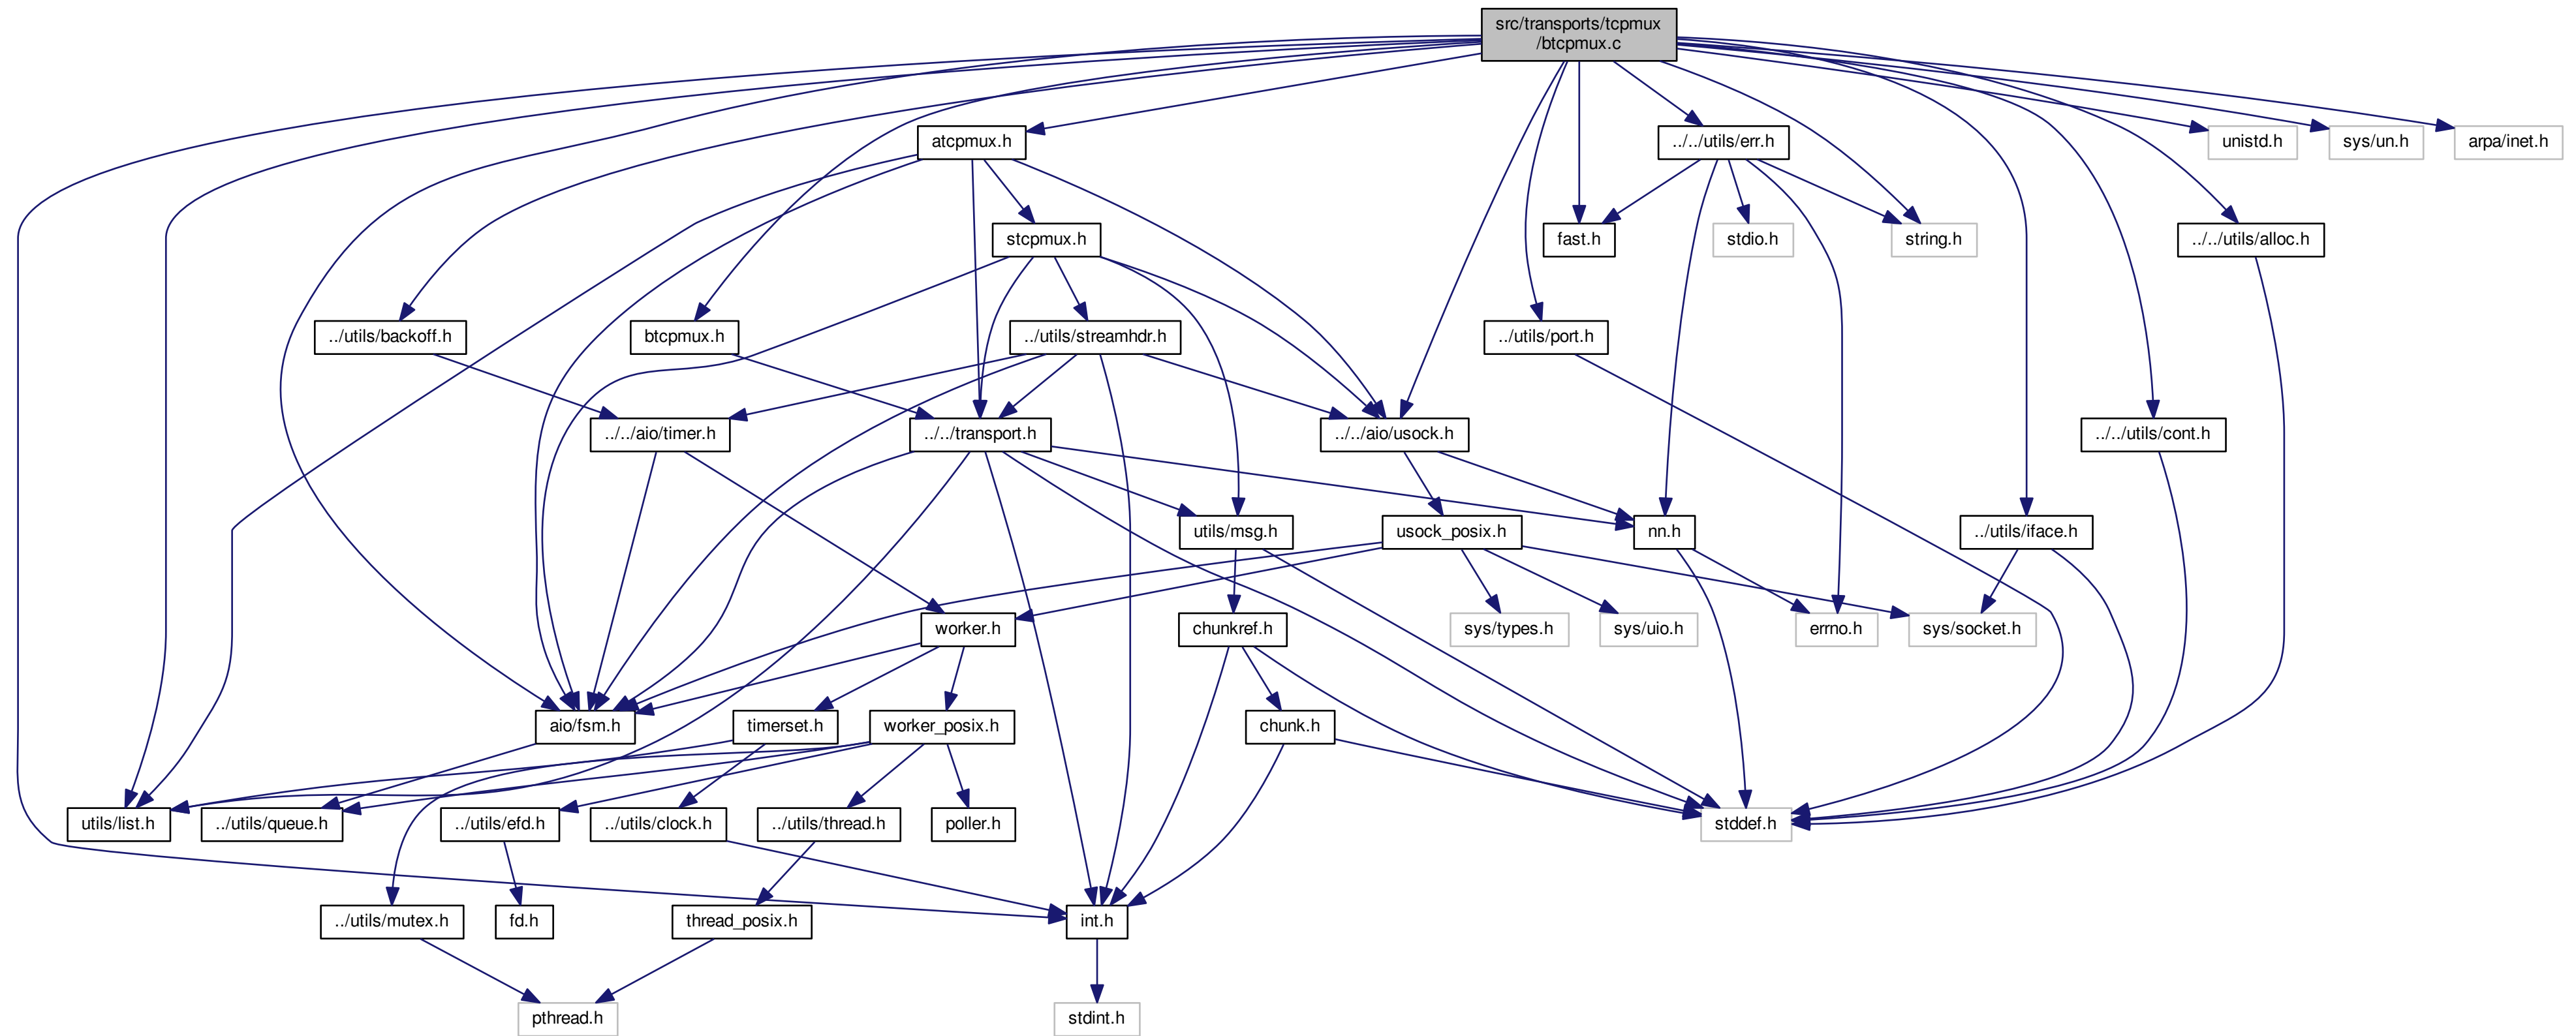 src/transports/tcpmux
/btcpmux.c
atcpmux.h
../../utils/err.h
unistd.h
sys/un.h
arpa/inet.h
stcpmux.h
fast.h
stdio.h
string.h
../../utils/alloc.h
../utils/backoff.h
btcpmux.h
../utils/streamhdr.h
../utils/port.h
../../aio/timer.h
../../transport.h
../../aio/usock.h
../../utils/cont.h
utils/msg.h
usock_posix.h
nn.h
../utils/iface.h
worker.h
chunkref.h
sys/types.h
sys/uio.h
errno.h
sys/socket.h
aio/fsm.h
timerset.h
worker_posix.h
chunk.h
utils/list.h
../utils/queue.h
../utils/efd.h
../utils/clock.h
../utils/thread.h
poller.h
stddef.h
../utils/mutex.h
fd.h
thread_posix.h
int.h
pthread.h
stdint.h